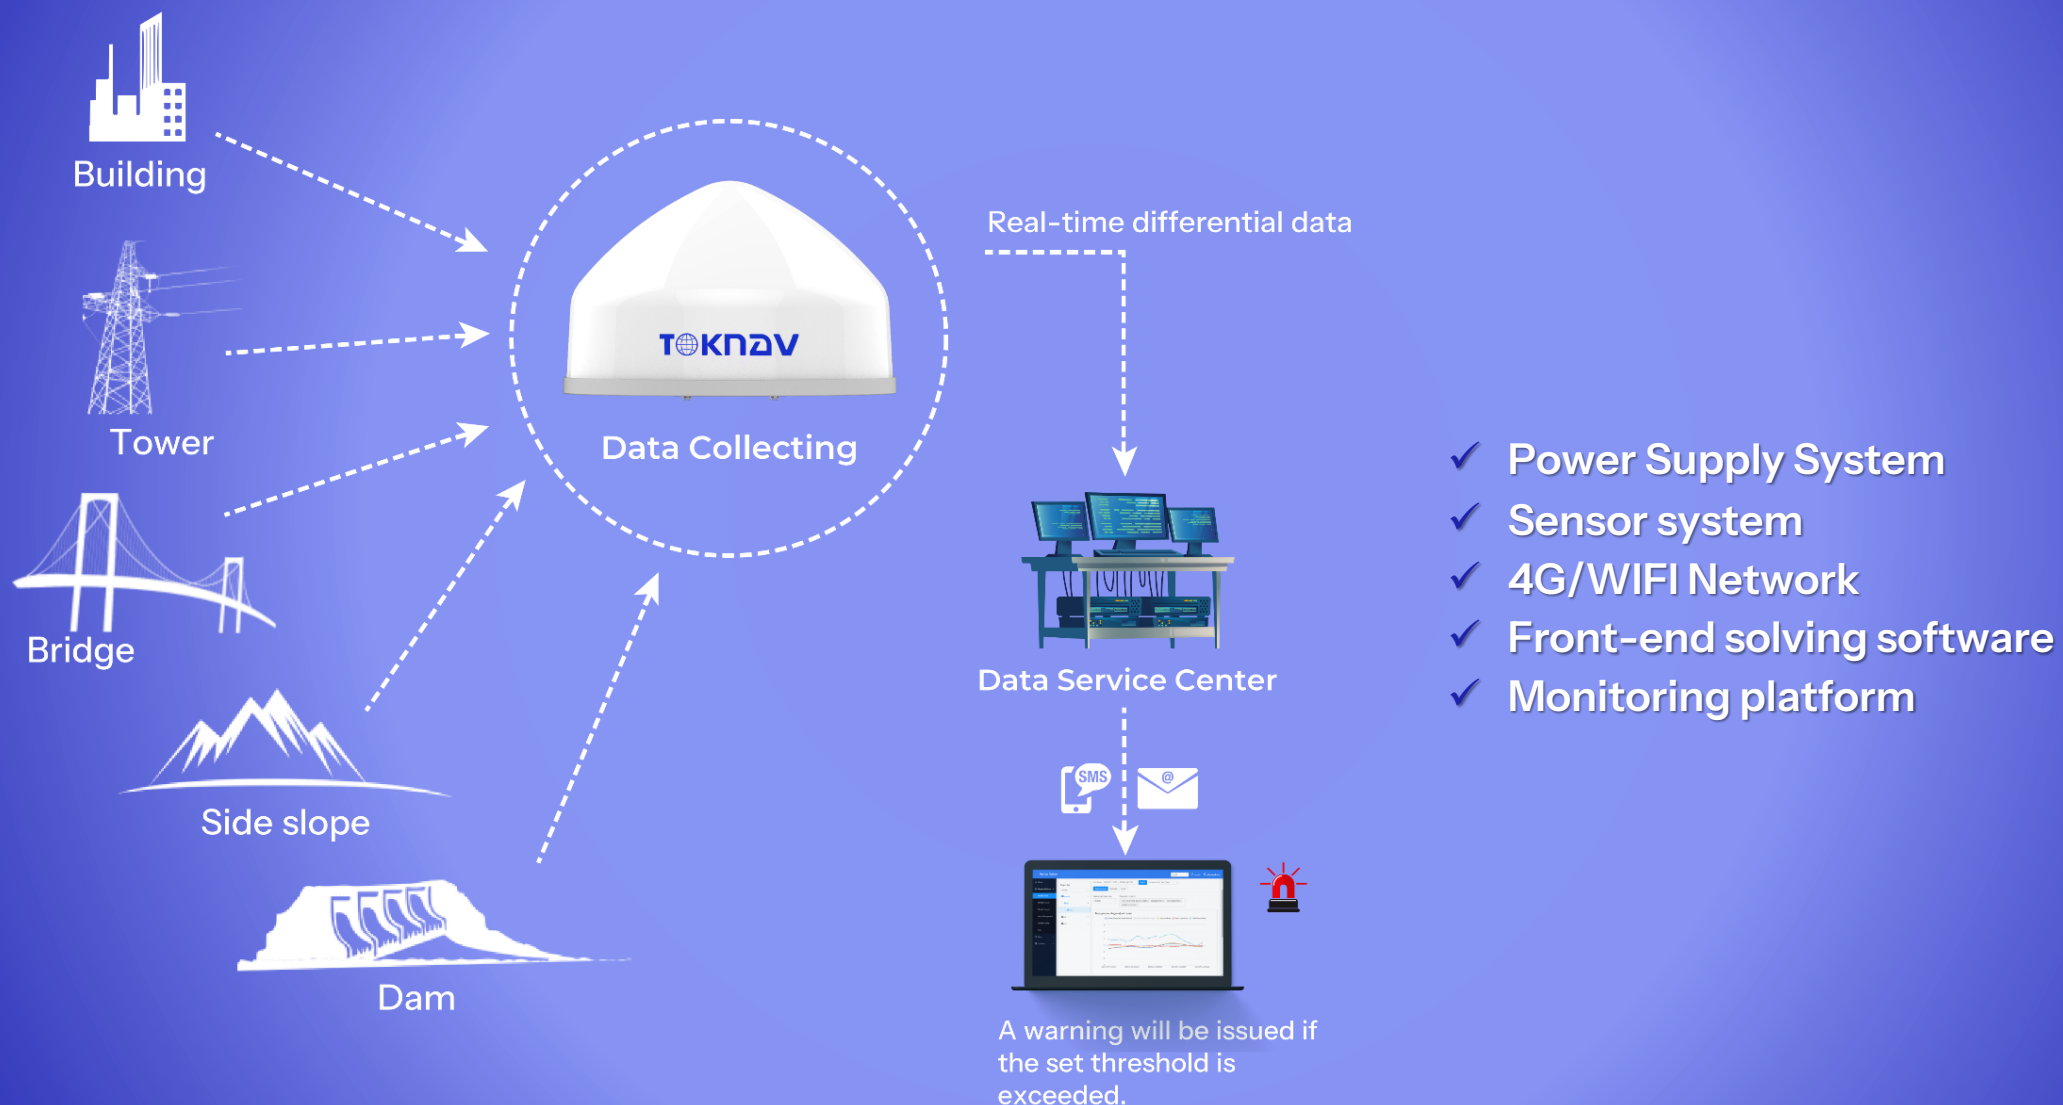 Building
Tower
Bridge
Side slope
Dam
TOKNAV
Data Collecting
Real-time differential data
Data Service Center
SMS
@
A warning will be issued if
the set threshold is
exceeded.
Power Supply System
Sensor system
4G/WIFI Network
Front-end solving software
Monitoring platform